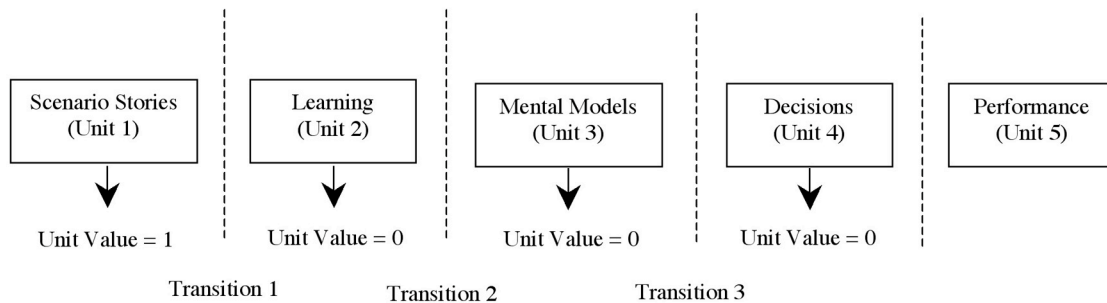 Scenario Stories
(Unit 1)
Learning
(Unit 2)
Mental Models
(Unit 3)
Decisions
(Unit 4)
Performance
(Unit 5)
Unit Value = 1
Unit Value = 0
Unit Value = 0
Unit Value = 0
Transition 1
Transition 2
Transition 3